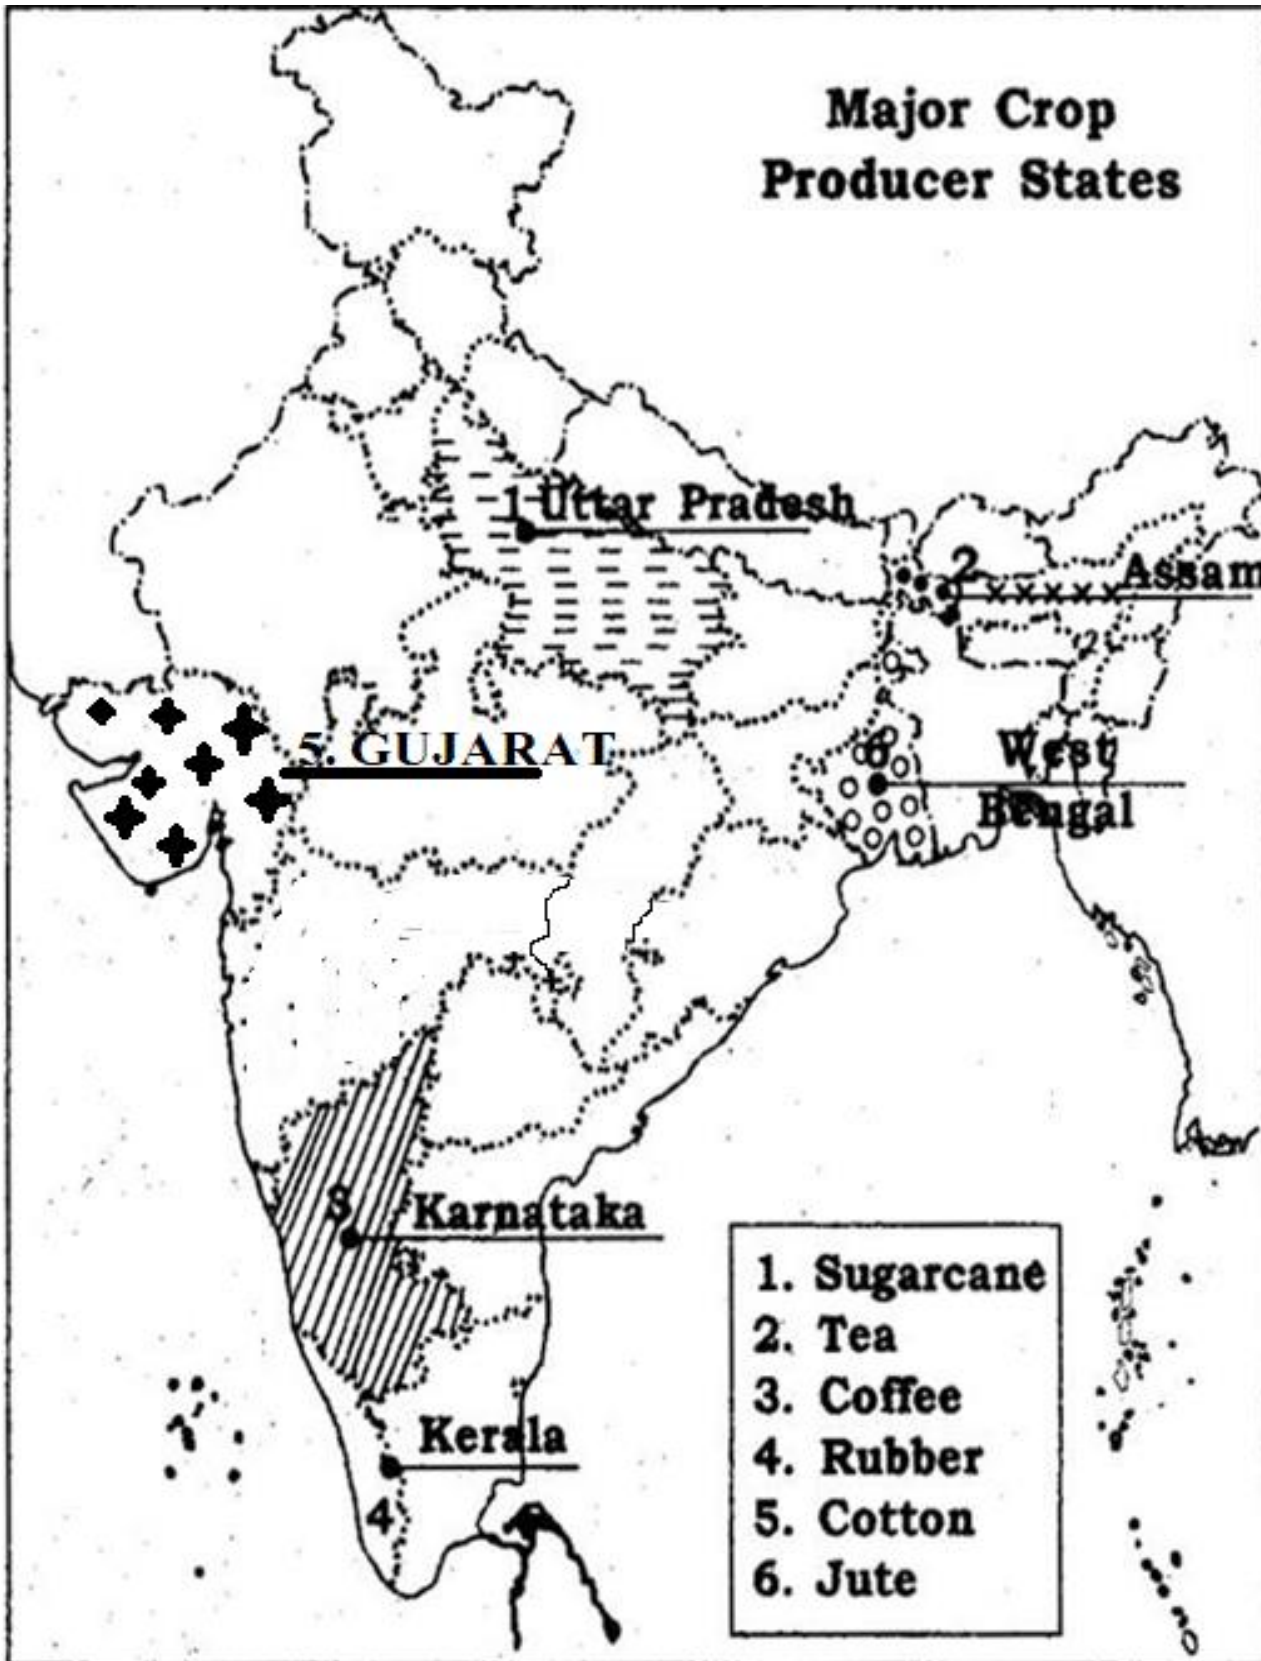 Major Crop
Producer States
1 Uttar Pradesh
2 Assam
5. GUJARAT
6 West
Bengal
3 Karnataka
Kerala
4
1. Sugarcane
2. Tea
3. Coffee
4. Rubber
5. Cotton
6. Jute